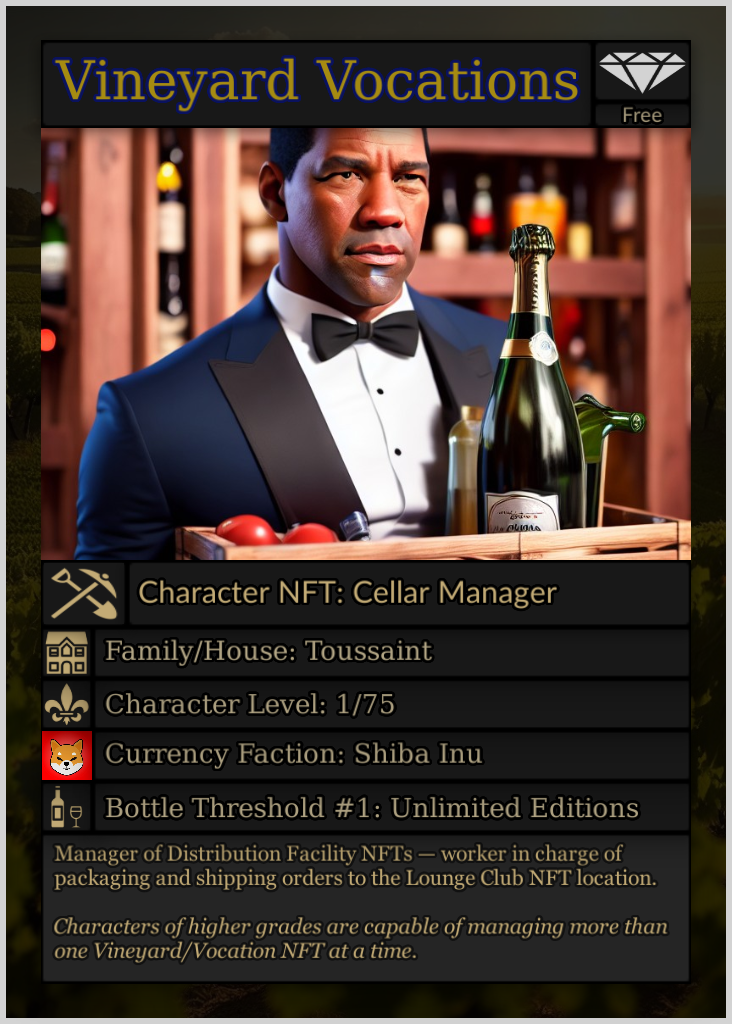 Vineyard Vocations
Free
Character NFT: Cellar Manager
Family/House: Toussaint
Character Level: 1/75
Currency Faction: Shiba Inu
Bottle Threshold #1: Unlimited Editions
Manager of Distribution Facility NFTs — worker in charge of
packaging and shipping orders to the Lounge Club NFT location.
Characters of higher grades are capable of managing more than
one Vineyard/Vocation NFT at a time.